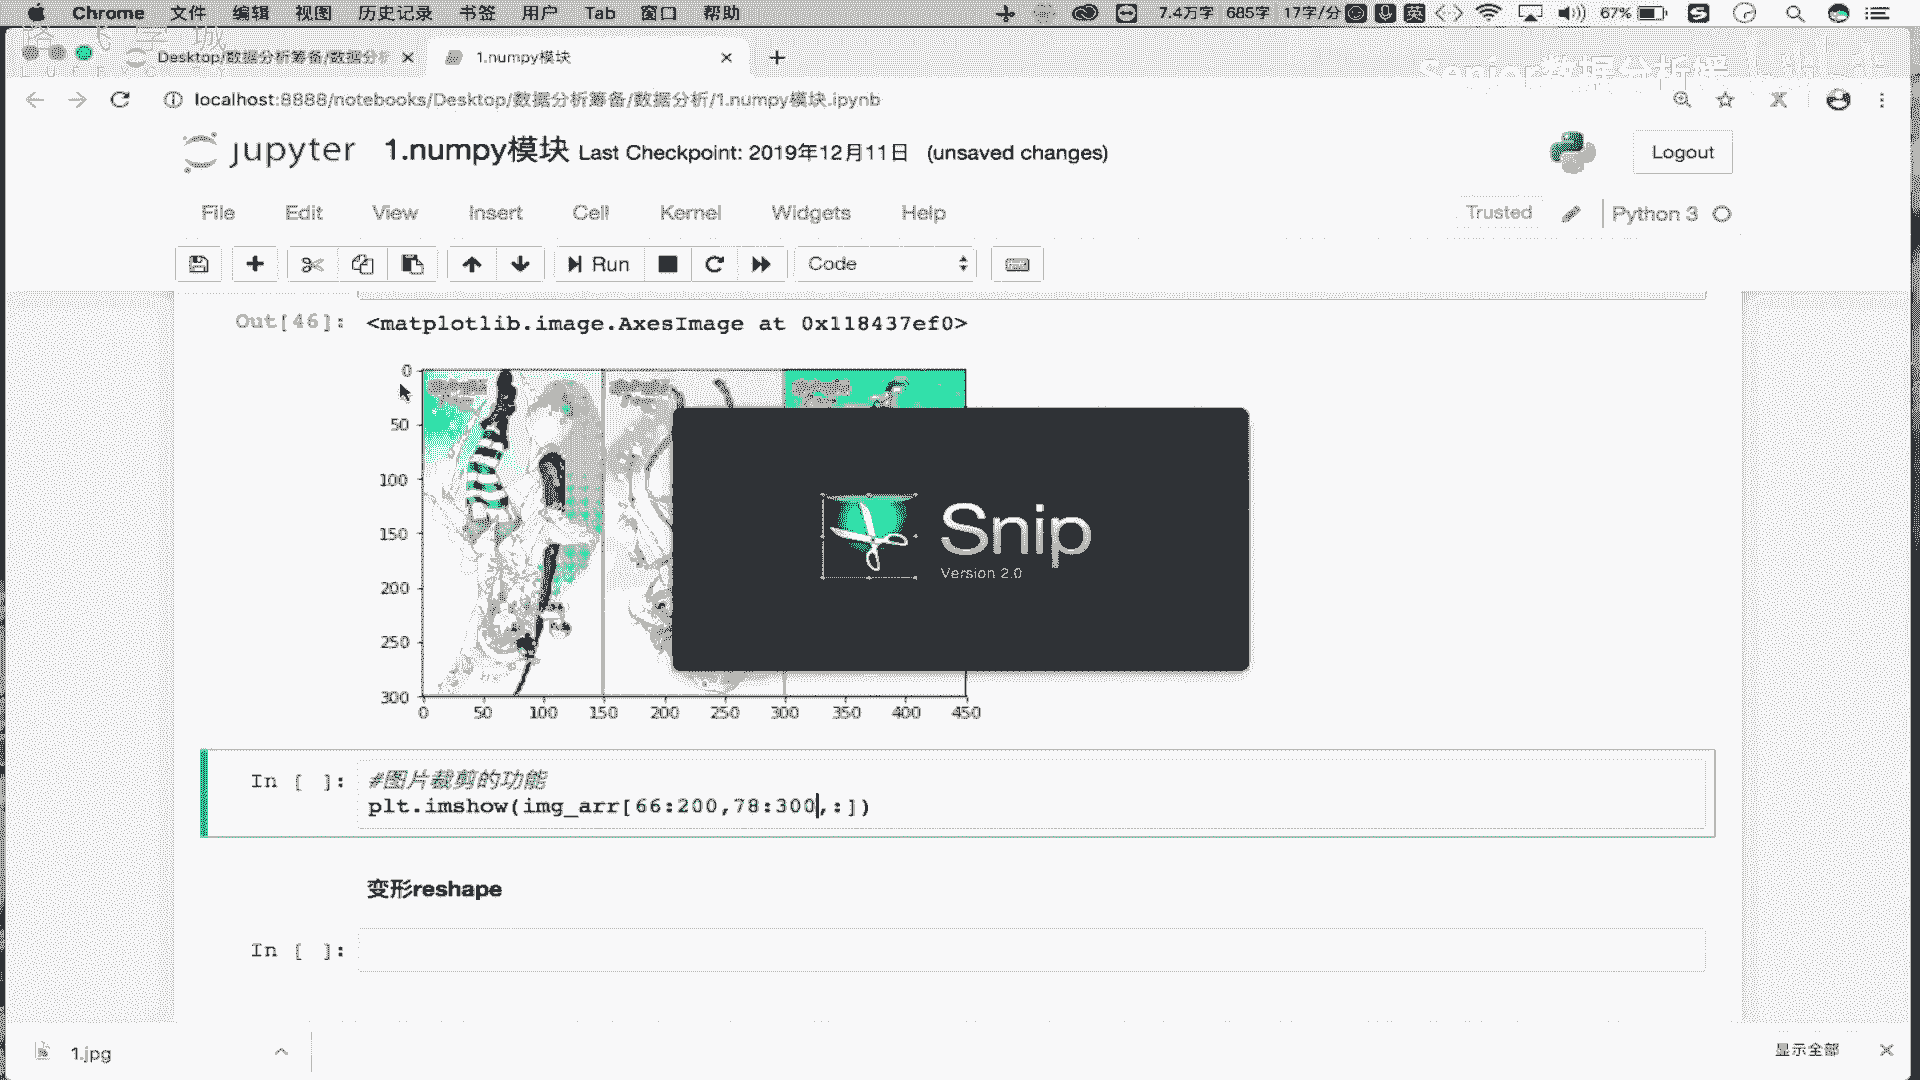 Chrome 文件 编辑 视图 历史记录 书签 用户 Tab 窗口 帮助 7.4万字 685字 17字/分 英 67%
Desktop/数据分析筹备/数据分析 1.numpy模块
localhost:8888/notebooks/Desktop/数据分析筹备/数据分析/1.numpy模块.ipynb
jupyter 1.numpy模块 Last Checkpoint: 2019年12月11日 (unsaved changes) Logout
File Edit View Insert Cell Kernel Widgets Help Trusted Python 3
Run Code
Out[46]: <matplotlib.image.AxesImage at 0x118437ef0>
0
50
100
150
200
250
300
0 50 100 150 200 250 300 350 400 450
Snip
Version 2.0
In [ ]: #图片裁剪的功能
plt.imshow(img_arr[66:200,78:300,:])
变形reshape
In [ ]:
1.jpg 显示全部